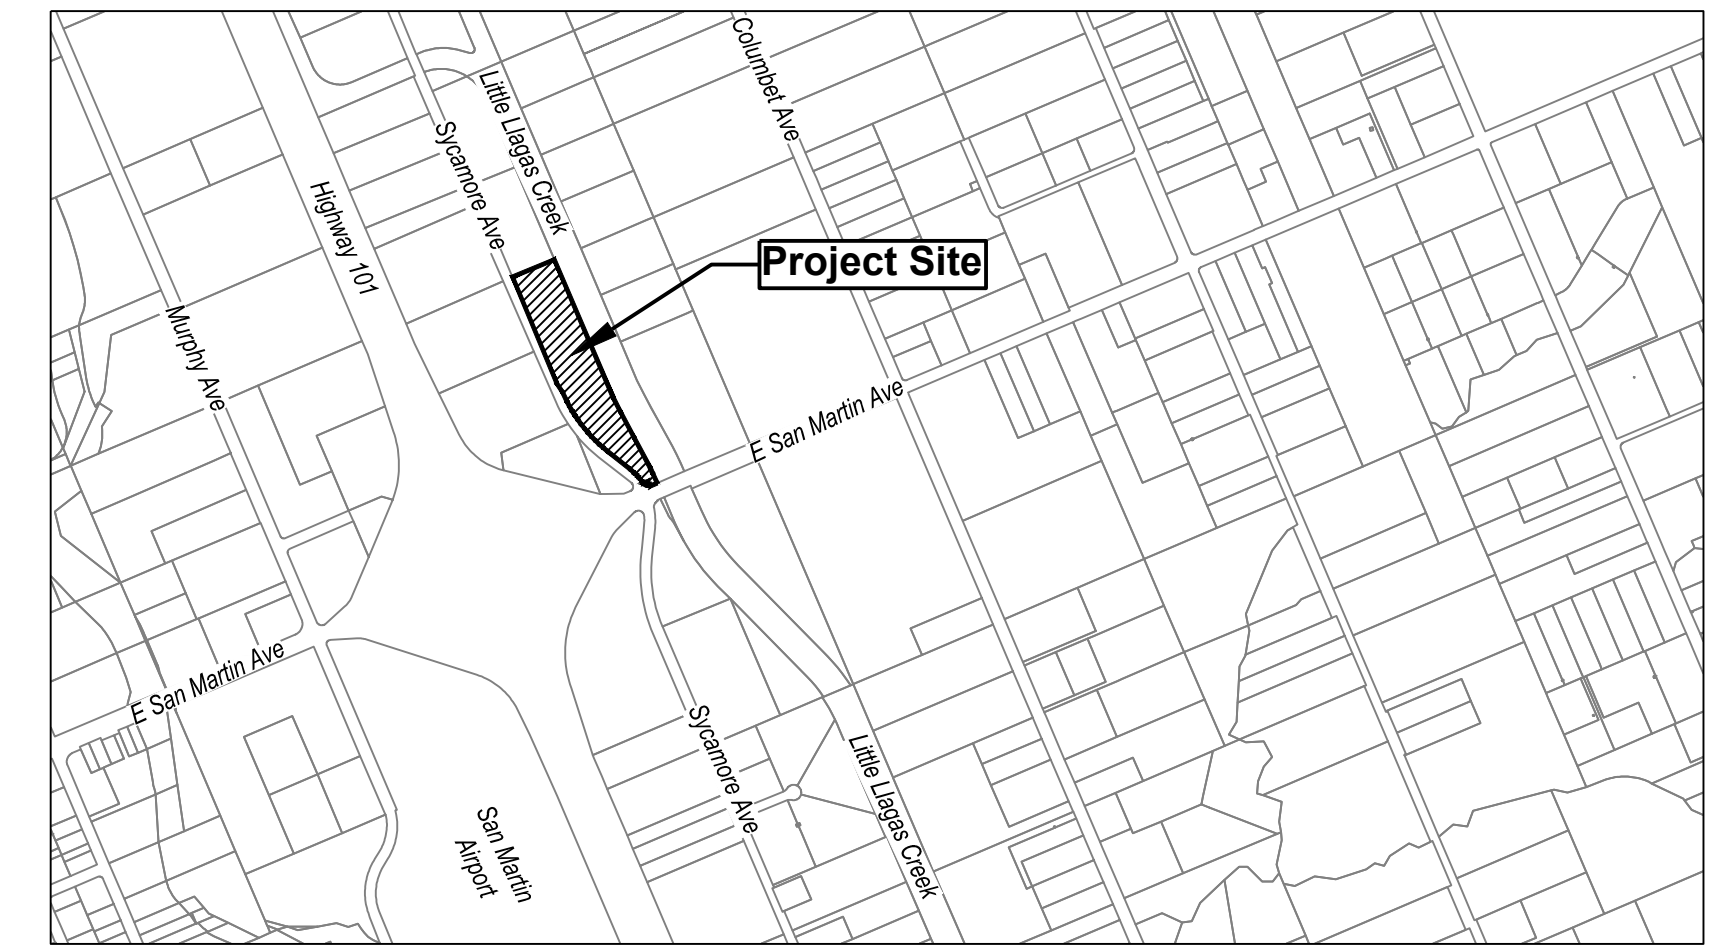 Columbet Ave
Little Llagas Creek
Sycamore Ave
Highway 101
Project Site
Murphy Ave
E San Martin Ave
E San Martin Ave
Sycamore Ave
Little Llagas Creek
San Martin
Airport